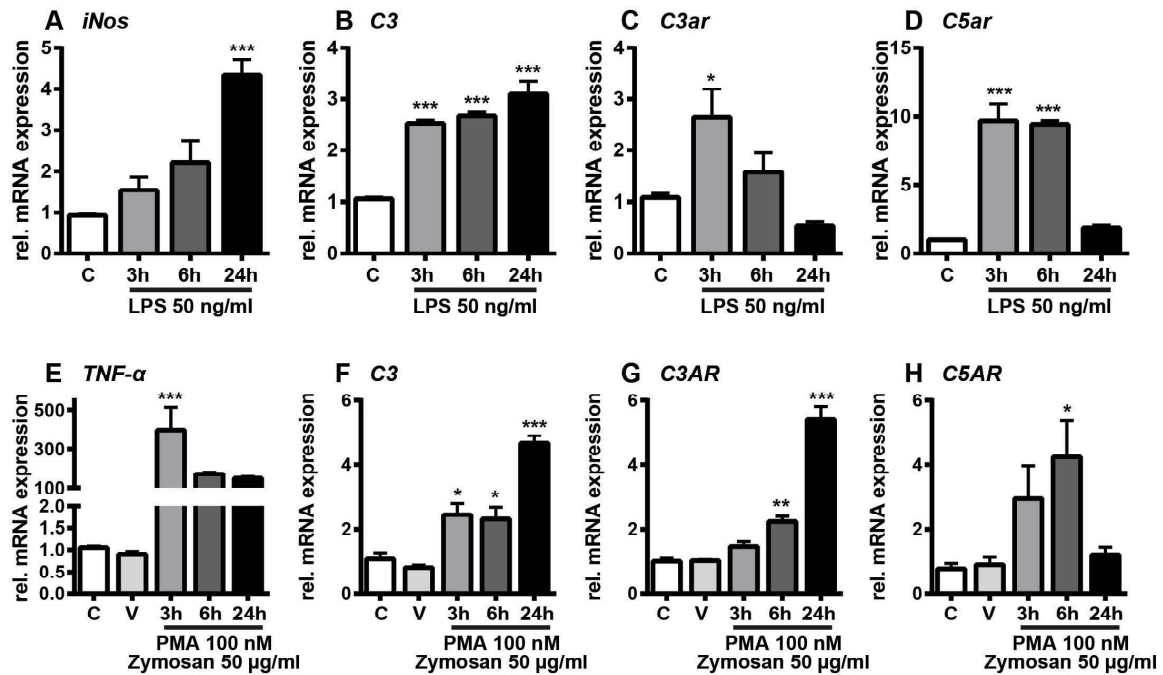 A iNos
rel. mRNA expression
5
4
3
2
1
0
***
C 3h 6h 24h
LPS 50 ng/ml
B C3
rel. mRNA expression
4
3
2
1
0
*** *** ***
C 3h 6h 24h
LPS 50 ng/ml
C C3ar
rel. mRNA expression
4
3
2
1
0
*
C 3h 6h 24h
LPS 50 ng/ml
D C5ar
rel. mRNA expression
15
10
5
0
*** ***
C 3h 6h 24h
LPS 50 ng/ml
E TNF-α
rel. mRNA expression
500
300
100
2.0
1.5
1.0
0.5
0.0
***
C V 3h 6h 24h
PMA 100 nM
Zymosan 50 µg/ml
F C3
rel. mRNA expression
6
4
2
0
* * ***
C V 3h 6h 24h
PMA 100 nM
Zymosan 50 µg/ml
G C3AR
rel. mRNA expression
6
4
2
0
** ***
C V 3h 6h 24h
PMA 100 nM
Zymosan 50 µg/ml
H C5AR
rel. mRNA expression
6
4
2
0
*
C V 3h 6h 24h
PMA 100 nM
Zymosan 50 µg/ml